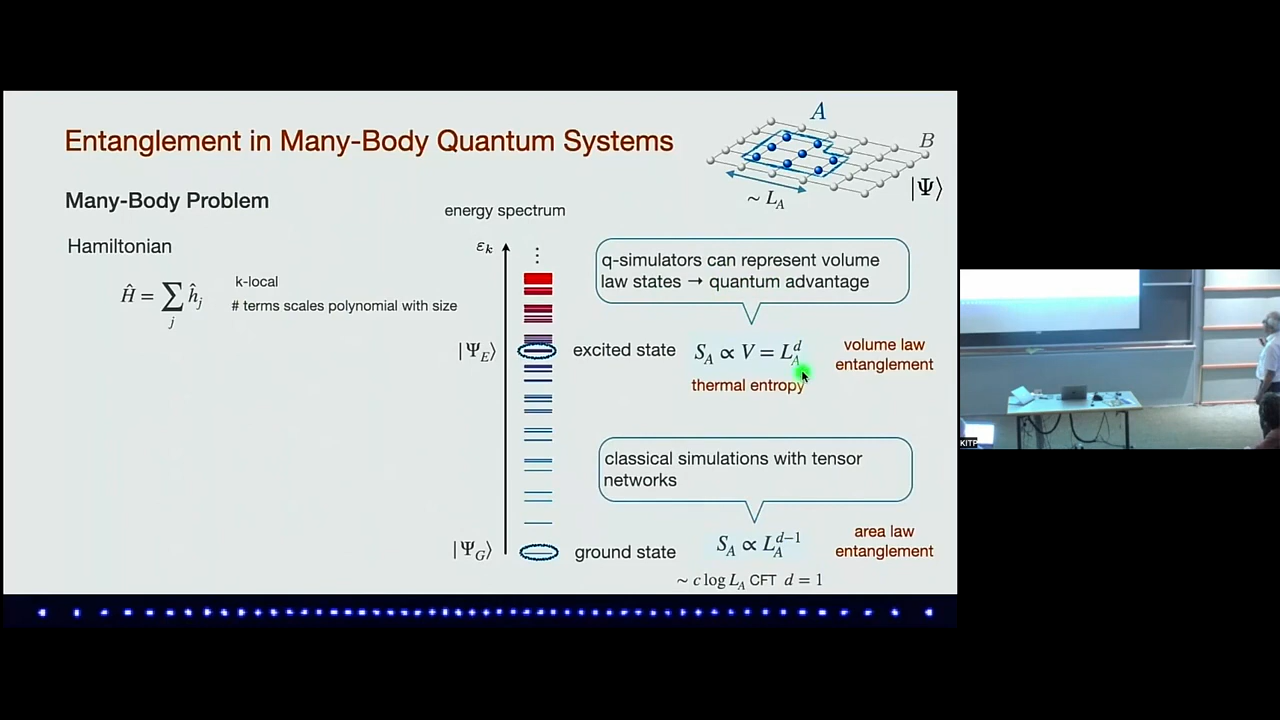 Entanglement in Many-Body Quantum Systems
A
B
|Ψ⟩
∼ L_A
Many-Body Problem
energy spectrum
Hamiltonian
ε_k
⋮
Ĥ = ∑_j ĥ_j
k-local
# terms scales polynomial with size
q-simulators can represent volume
law states → quantum advantage
|Ψ_E⟩
excited state
S_A ∝ V = L_A^d
volume law
entanglement
thermal entropy
classical simulations with tensor
networks
|Ψ_G⟩
ground state
S_A ∝ L_A^{d−1}
area law
entanglement
∼ c log L_A CFT d = 1
KITP